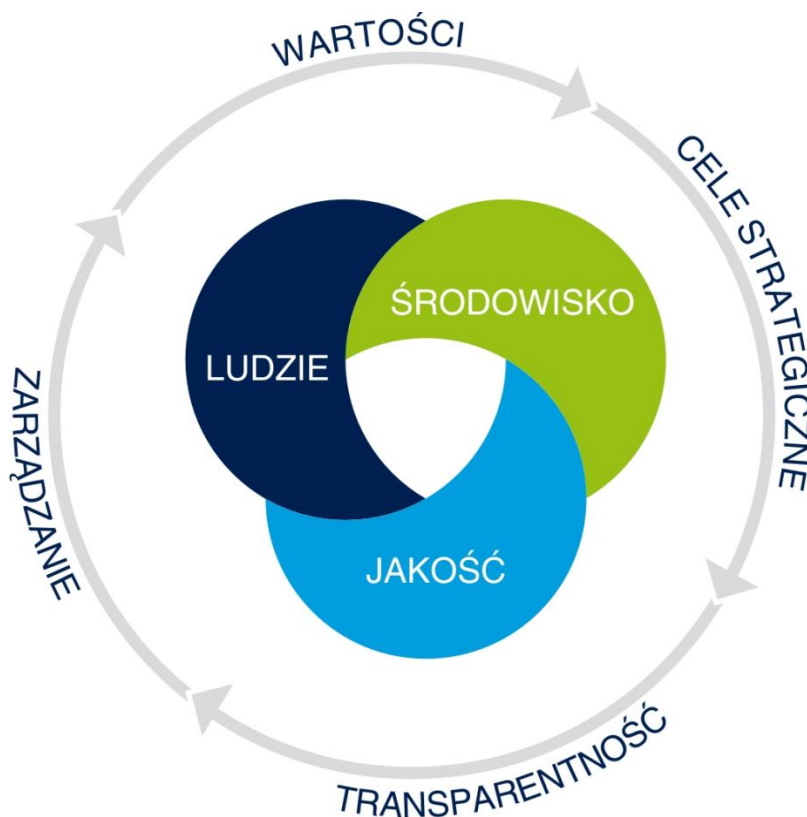 WARTOŚCI
CELE STRATEGICZNE
ŚRODOWISKO
LUDZIE
JAKOŚĆ
ZARZĄDZANIE
TRANSPARENTNOŚĆ